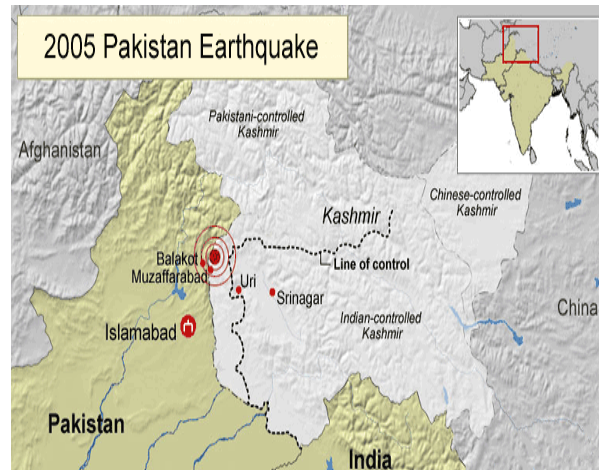 2005 Pakistan Earthquake
Pakistani-controlled
Kashmir
Afghanistan
Chinese-controlled
Kashmir
Kashmir
Balakot
Line of control
Muzaffarabad
Uri
Srinagar
China
Islamabad
Indian-controlled
Kashmir
Pakistan
India